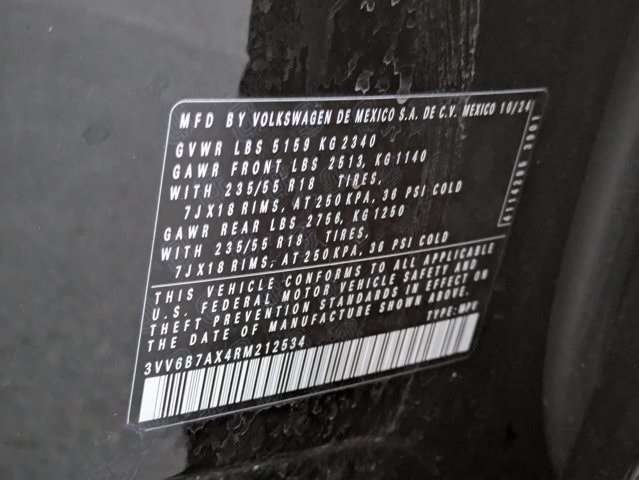 MFD BY VOLKSWAGEN DE MEXICO S.A. DE C.V. MEXICO 10/24
GVWR LBS 5159 KG 2340
GAWR FRONT LBS 2513, KG 1140
WITH 235/55 R18 TIRES,
7JX18 RIMS, AT 250 KPA, 36 PSI COLD
GAWR REAR LBS 2756, KG 1250
WITH 235/55 R18 TIRES,
7JX18 RIMS, AT 250 KPA, 36 PSI COLD
THIS VEHICLE CONFORMS TO ALL APPLICABLE
U.S. FEDERAL MOTOR VEHICLE SAFETY AND
THEFT PREVENTION STANDARDS IN EFFECT ON
THE DATE OF MANUFACTURE SHOWN ABOVE.
3VV6B7AX4RM212534 TYPE: MPV